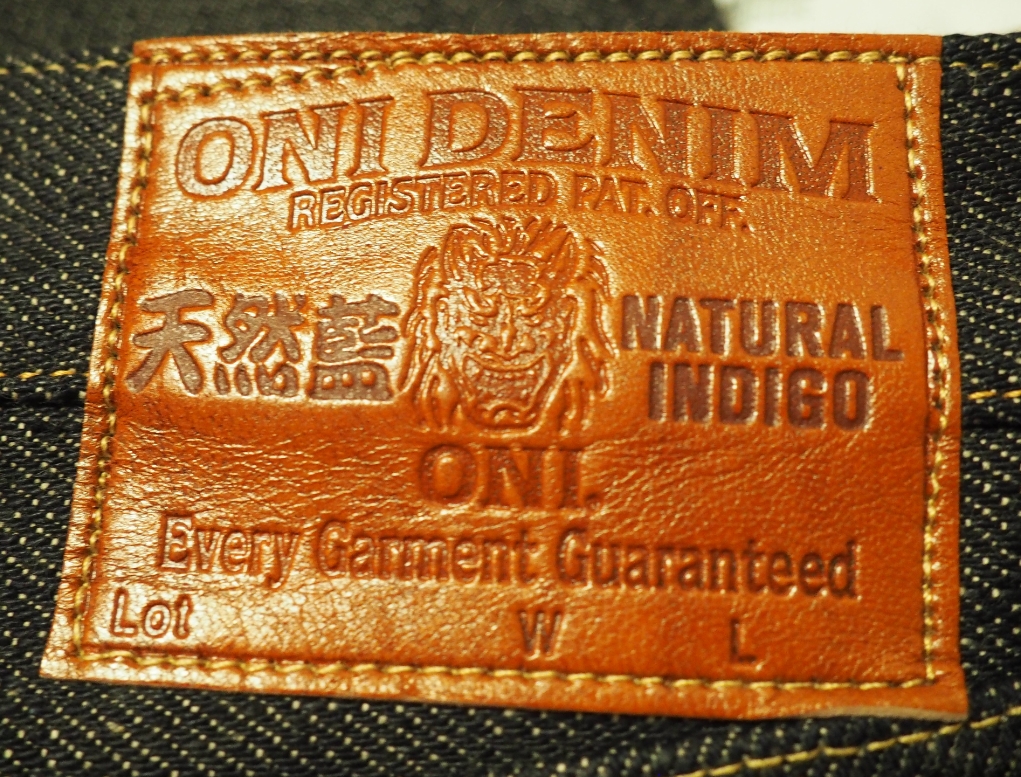 ONI DENIM
REGISTERED PAT. OFF.
天然藍
NATURAL
INDIGO
ONI.
Every Garment Guaranteed
Lot W L